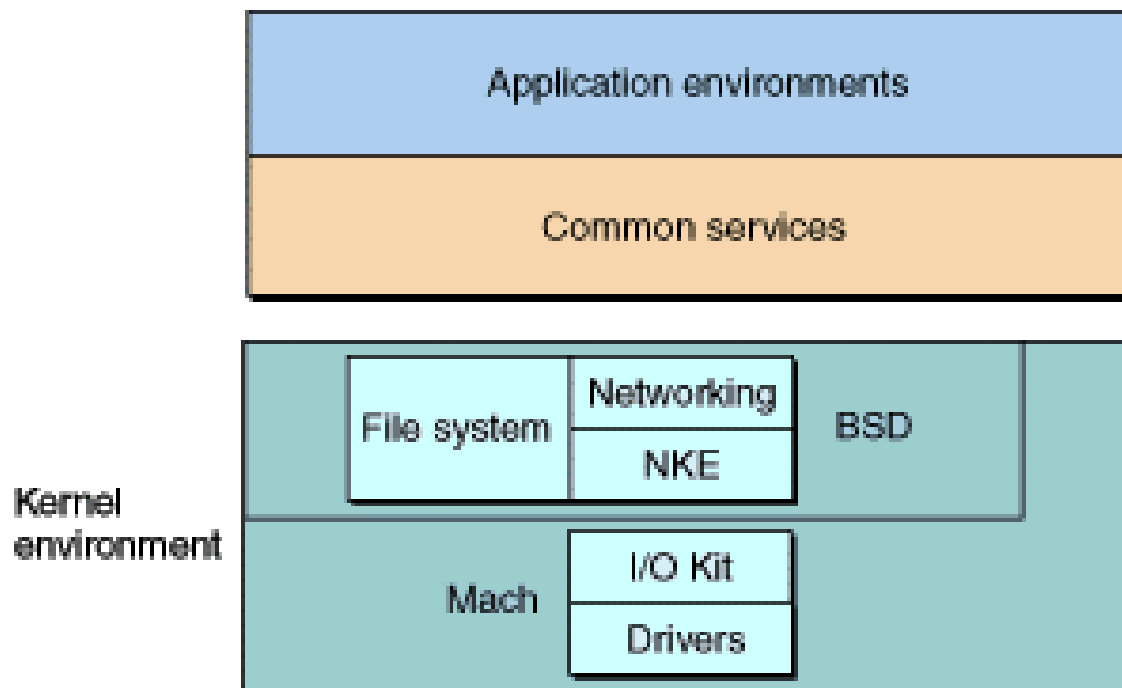 Application environments
Common services
File system
Networking
NKE
BSD
Kernel
environment
Mach
I/O Kit
Drivers